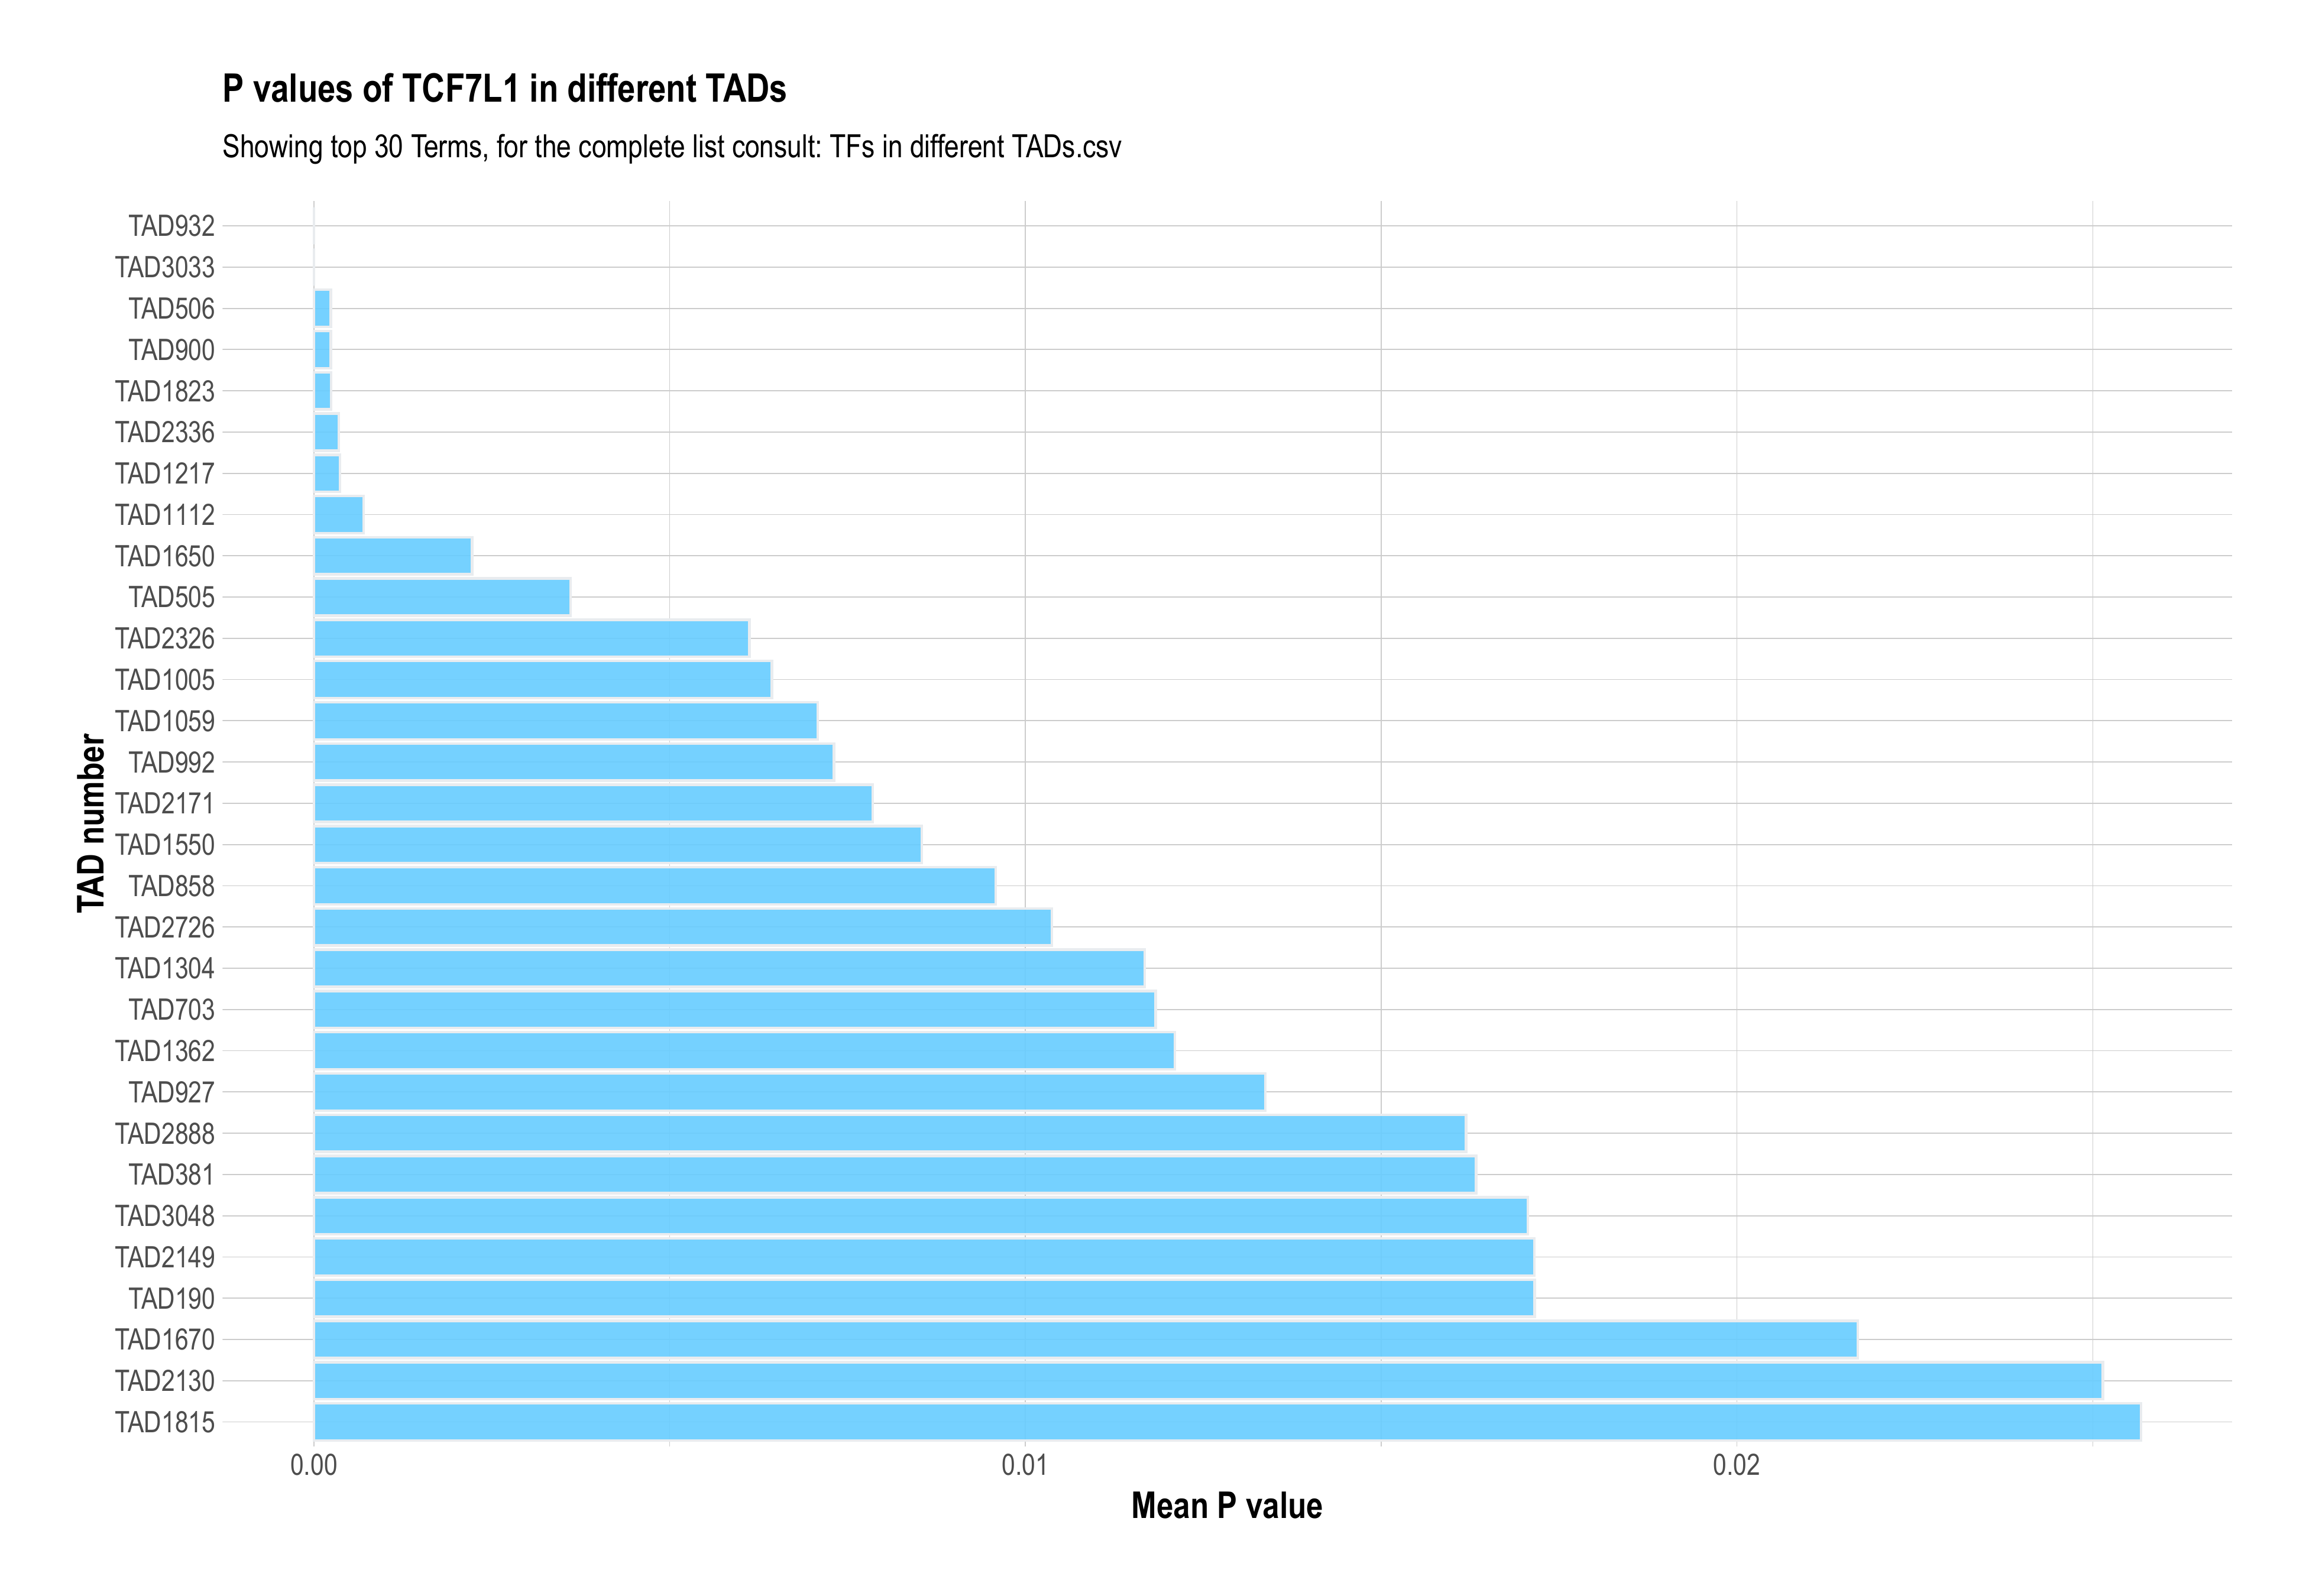 P values of TCF7L1 in different TADs
Showing top 30 Terms, for the complete list consult: TFs in different TADs.csv
TAD number
TAD932
TAD3033
TAD506
TAD900
TAD1823
TAD2336
TAD1217
TAD1112
TAD1650
TAD505
TAD2326
TAD1005
TAD1059
TAD992
TAD2171
TAD1550
TAD858
TAD2726
TAD1304
TAD703
TAD1362
TAD927
TAD2888
TAD381
TAD3048
TAD2149
TAD190
TAD1670
TAD2130
TAD1815
0.00 0.01 0.02
Mean P value